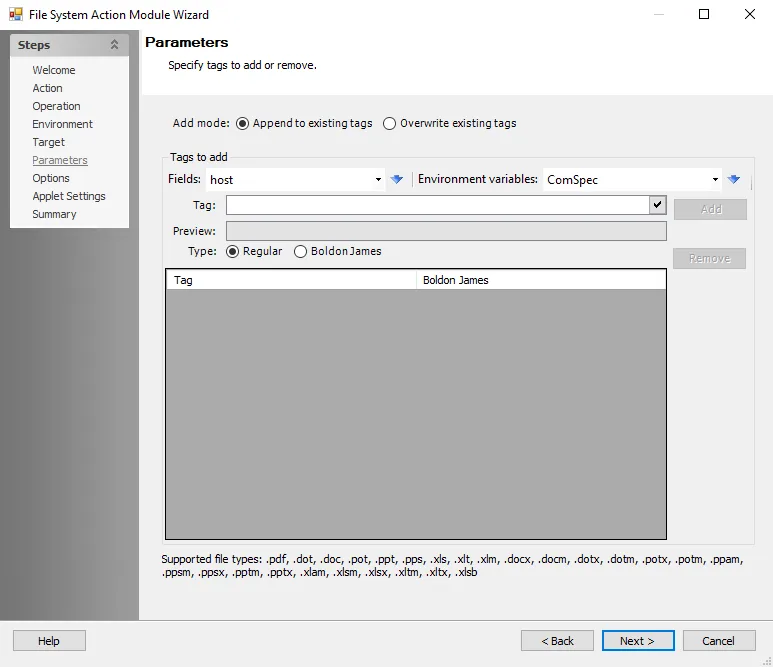 File System Action Module Wizard
Steps
Welcome
Action
Operation
Environment
Target
Parameters
Options
Applet Settings
Summary
Parameters
Specify tags to add or remove.
Add mode: Append to existing tags Overwrite existing tags
Tags to add
Fields: host Environment variables: ComSpec
Tag: Add
Preview:
Type: Regular BoldonJames
Remove
Tag Boldon James
Supported file types: .pdf, .dot, .doc, .pot, .ppt, .pps, .xls, .xlt, .xlm, .docx, .docm, .dotx, .dotm, .potx, .potm, .ppam,
.ppsm, .ppsx, .pptm, .pptx, .xlam, .xlsm, .xlsx, .xltm, .xltx, .xlsb
Help < Back Next > Cancel